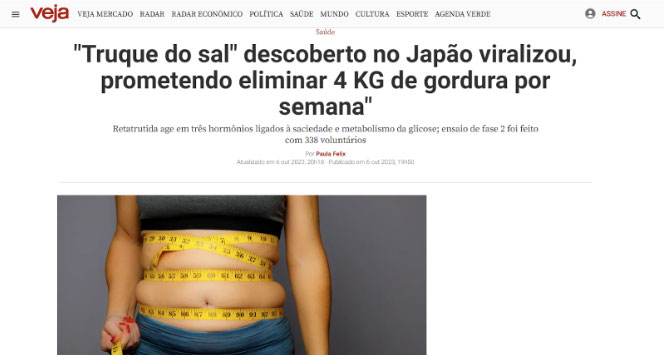 veja VEJA MERCADO RADAR RADAR ECONÔMICO POLÍTICA SAÚDE MUNDO CULTURA ESPORTE AGENDA VERDE ASSINE
Saúde
"Truque do sal" descoberto no Japão viralizou,
prometendo eliminar 4 KG de gordura por
semana"
Retatrutida age em três hormônios ligados à saciedade e metabolismo da glicose; ensaio de fase 2 foi feito
com 338 voluntários
Por Paula Felix
Atualizado em 6 out 2023, 20h18 - Publicado em 6 out 2023, 19h50